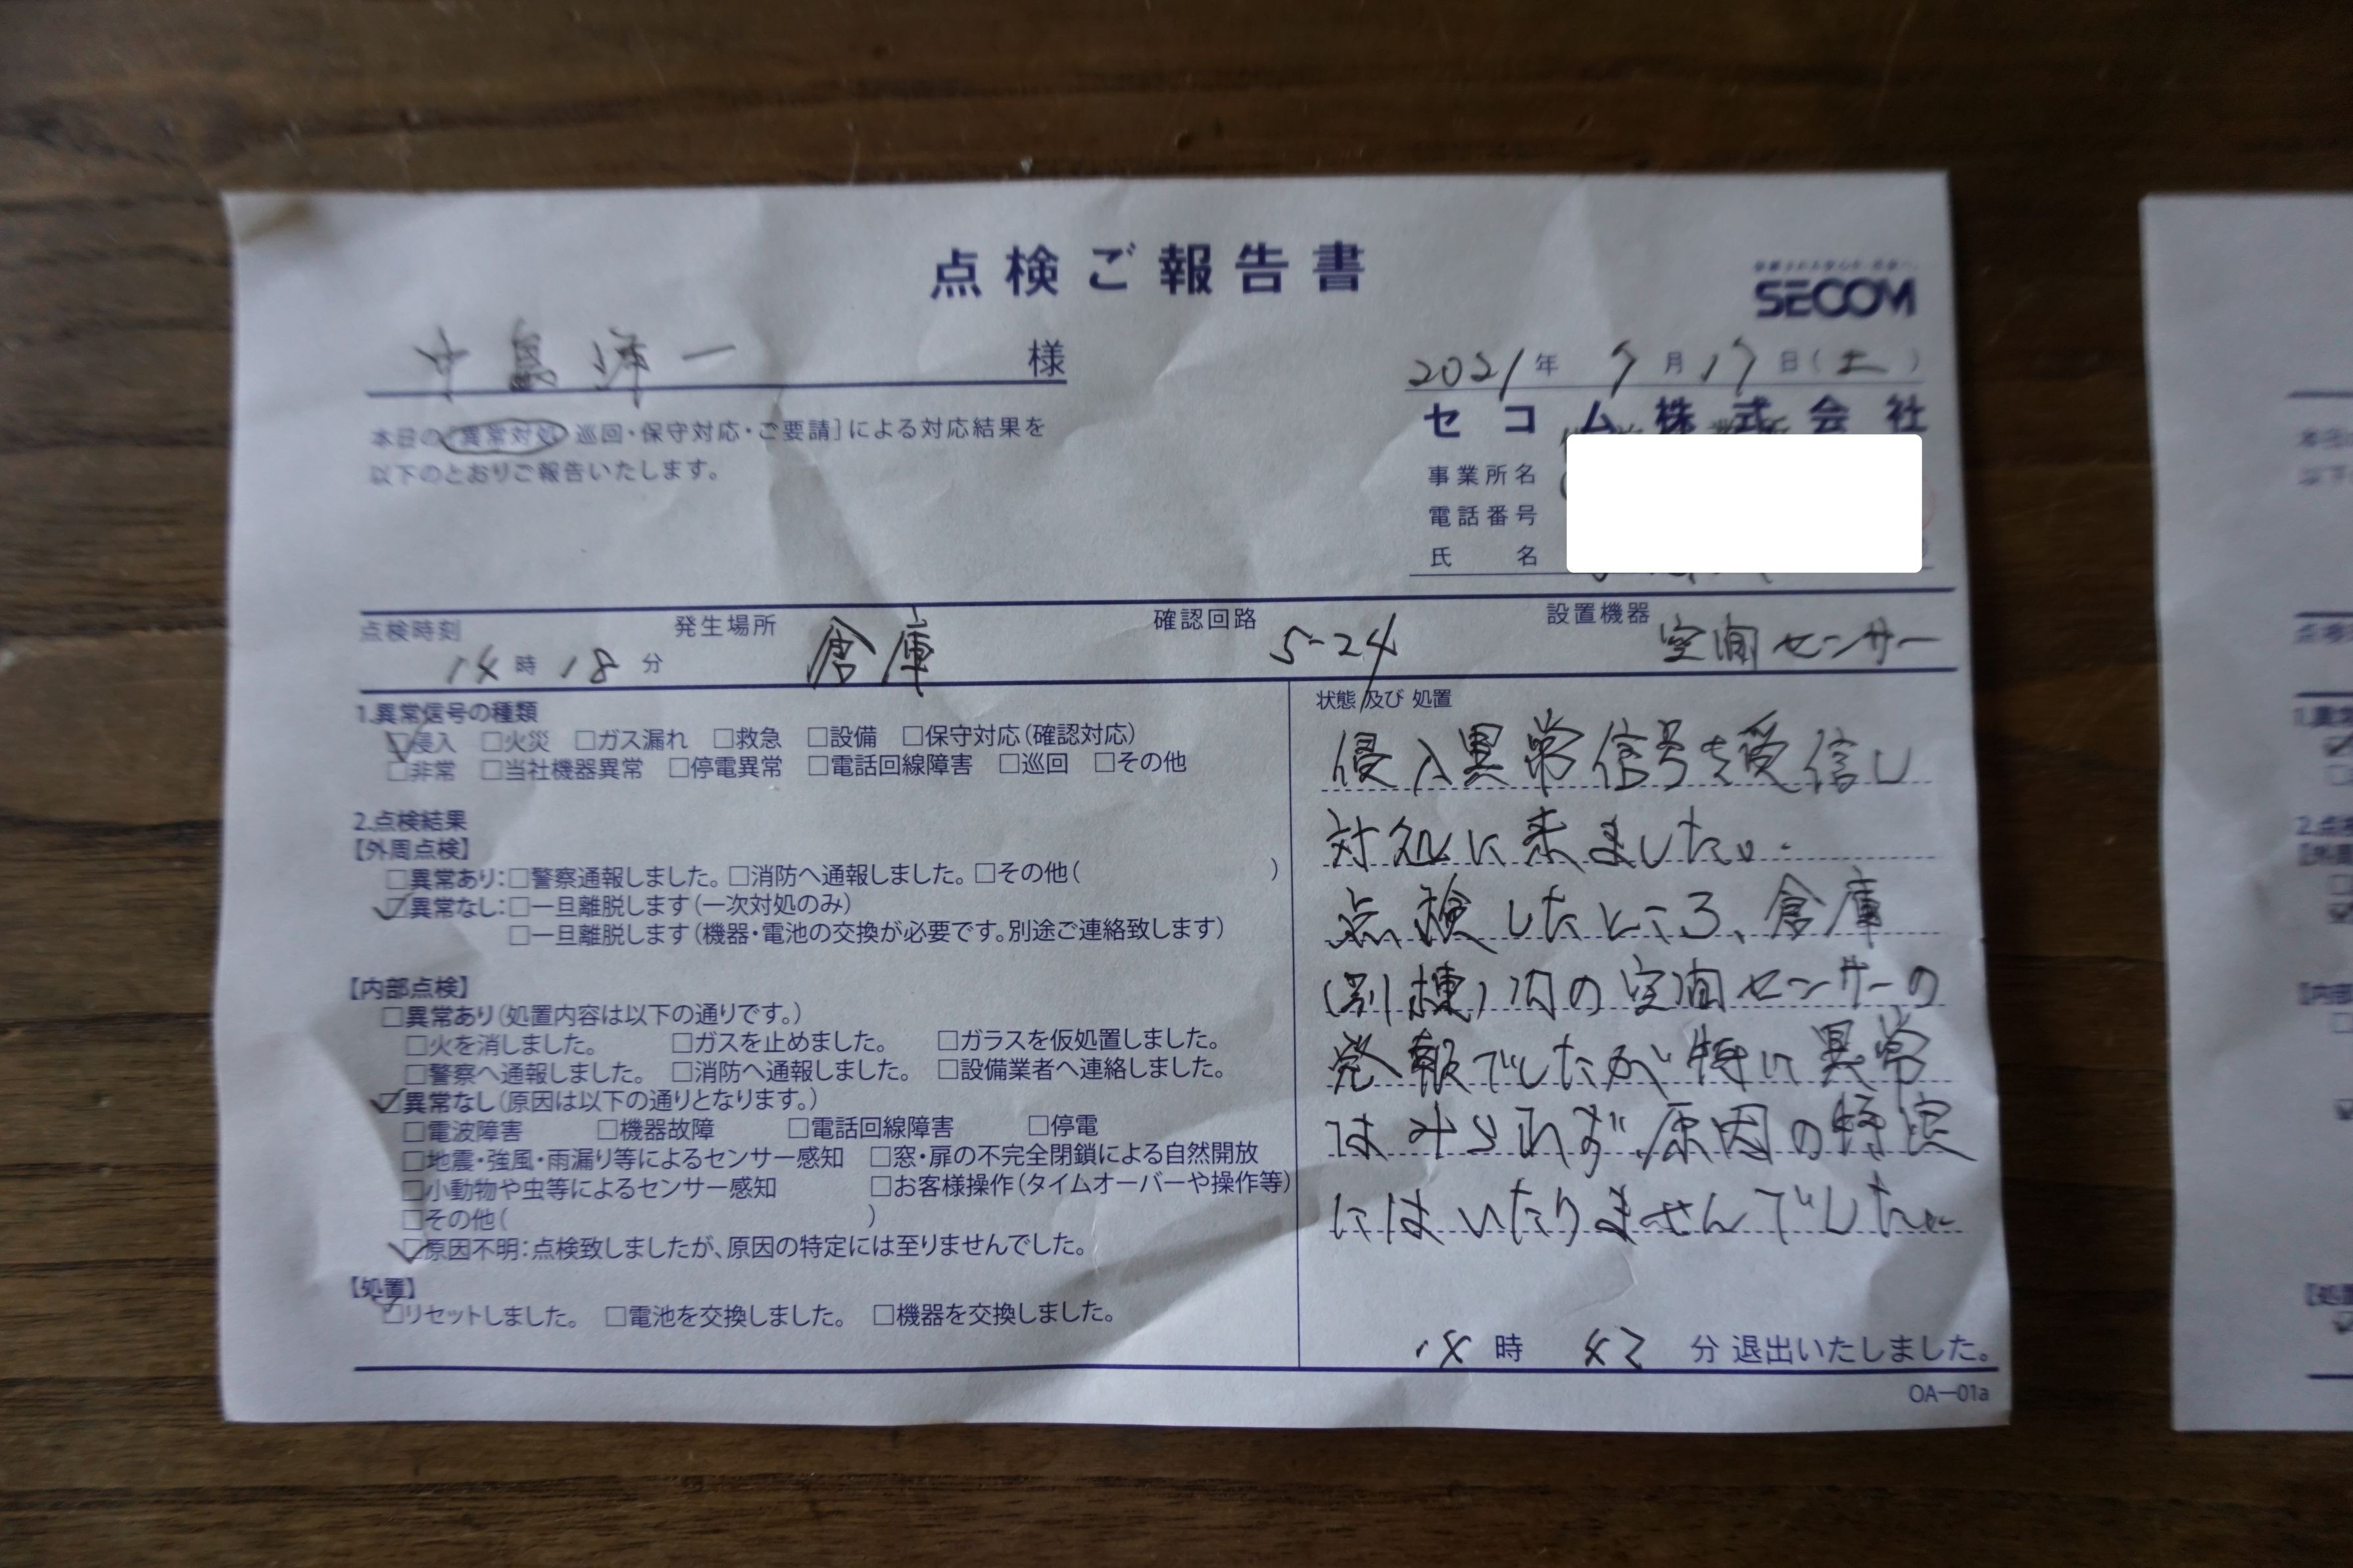 点検ご報告書
SECOM
中島洋一 様
2021年 7月17日(土)
セコム株式会社
本日の[異常対処・巡回・保守対応・ご要請]による対応結果を
以下のとおりご報告いたします。
事業所名
電話番号
氏 名
点検時刻 14時18分 発生場所 倉庫 確認回路 5-24 設置機器 空間センサー
1.異常信号の種類
☑侵入 □火災 □ガス漏れ □救急 □設備 □保守対応(確認対応)
□非常 □当社機器異常 □停電異常 □電話回線障害 □巡回 □その他
2.点検結果
【外周点検】
□異常あり:□警察通報しました。□消防へ通報しました。□その他( )
☑異常なし:□一旦離脱します(一次対処のみ)
□一旦離脱します(機器・電池の交換が必要です。別途ご連絡致します)
【内部点検】
□異常あり(処置内容は以下の通りです。)
□火を消しました。 □ガスを止めました。 □ガラスを仮処置しました。
□警察へ通報しました。 □消防へ通報しました。 □設備業者へ連絡しました。
☑異常なし(原因は以下の通りとなります。)
□電波障害 □機器故障 □電話回線障害 □停電
□地震・強風・雨漏り等によるセンサー感知 □窓・扉の不完全閉鎖による自然開放
□小動物や虫等によるセンサー感知 □お客様操作(タイムオーバーや操作等)
□その他( )
☑原因不明:点検致しましたが、原因の特定には至りませんでした。
【処置】
☑リセットしました。 □電池を交換しました。 □機器を交換しました。
状態 及び 処置
侵入異常信号を受信し
対処に来ました。
点検したところ、倉庫
(別棟)内の空間センサーの
発報でしたが特に異常
はみられず、原因の特定
にはいたりませんでした。
14時 42分 退出いたしました。
OA—01a